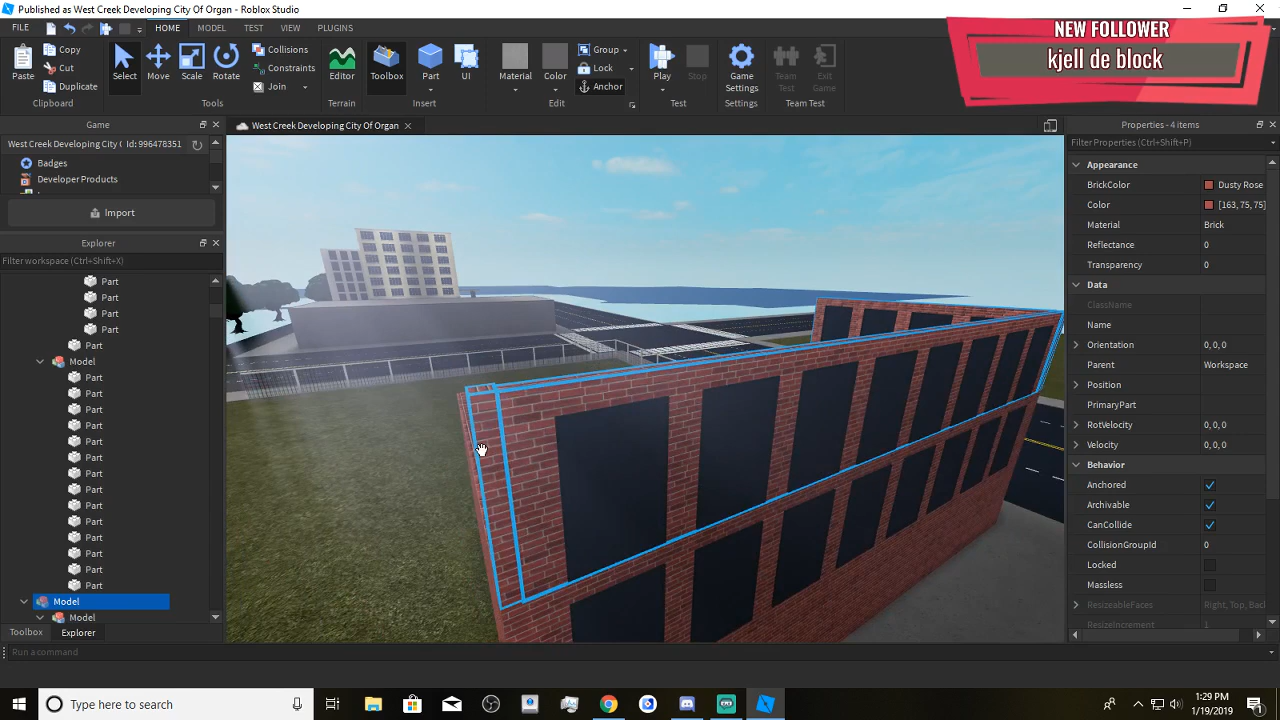 Published as West Creek Developing City Of Organ - Roblox Studio
NEW FOLLOWER
kjell de block
FILE
HOME
MODEL
TEST
VIEW
PLUGINS
Paste
Copy
Cut
Duplicate
Clipboard
Select
Move
Scale
Rotate
Collisions
Constraints
Join
Tools
Editor
Terrain
Toolbox
Part
UI
Insert
Material
Color
Group
Lock
Anchor
Edit
Play
Stop
Test
Game Settings
Settings
Team Test
Exit Game
Team Test
Game
West Creek Developing City ( Id: 996478351
Badges
Developer Products
Import
Explorer
Filter workspace (Ctrl+Shift+X)
Part
Part
Part
Part
Part
Model
Part
Part
Part
Part
Part
Part
Part
Part
Part
Part
Part
Part
Part
Part
Model
Model
Toolbox
Explorer
West Creek Developing City Of Organ
Properties - 4 items
Filter Properties (Ctrl+Shift+P)
Appearance
BrickColor Dusty Rose
Color [163,75,75]
Material Brick
Reflectance 0
Transparency 0
Data
ClassName
Name
Orientation 0,0,0
Parent Workspace
Position
PrimaryPart
RotVelocity 0,0,0
Velocity 0,0,0
Behavior
Anchored
Archivable
CanCollide
CollisionGroupId 0
Locked
Massless
ResizeableFaces Right, Top, Bac
ResizeIncrement 1
Run a command
Type here to search
1:29 PM
1/19/2019